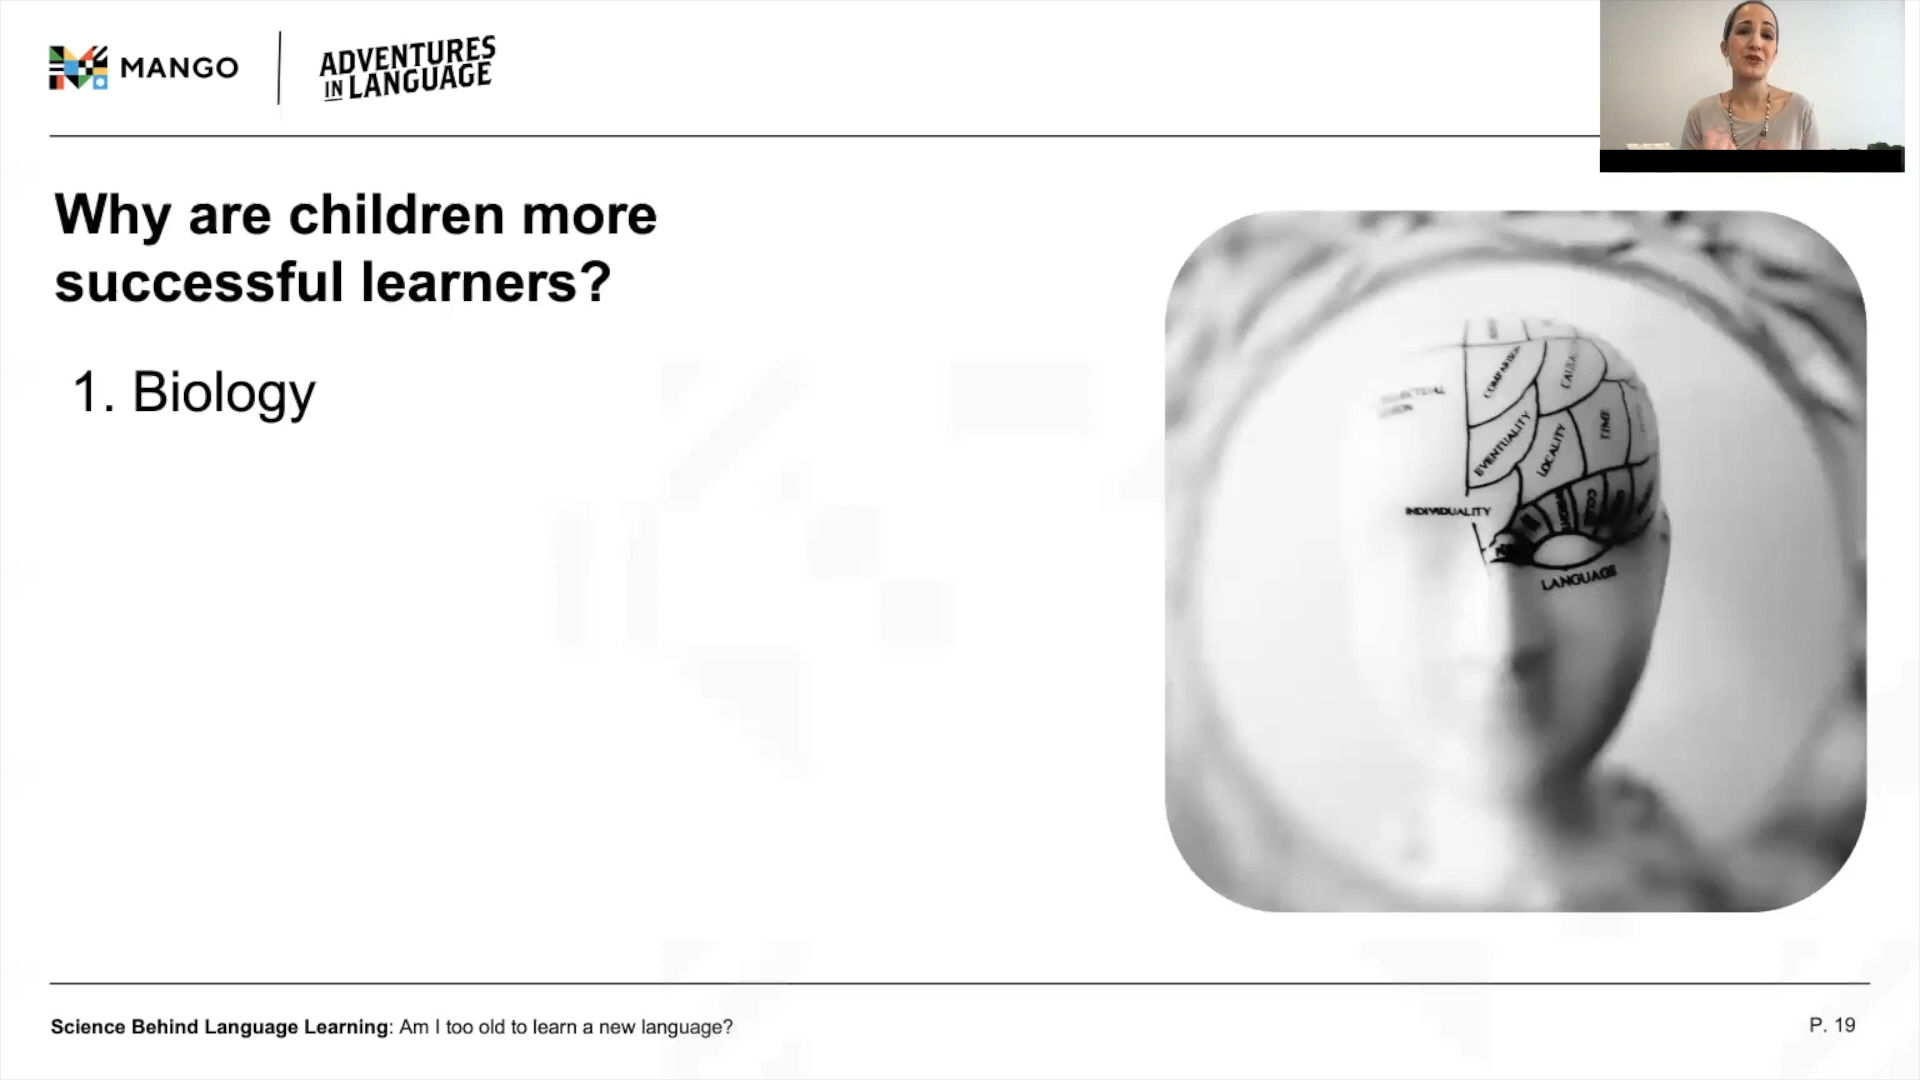 MANGO
ADVENTURES
IN LANGUAGE
Why are children more
successful learners?
1. Biology
COMPARISON
EVENTUALITY
LOCALITY
TIME
INDIVIDUALITY
LANGUAGE
Science Behind Language Learning: Am I too old to learn a new language?
P. 19